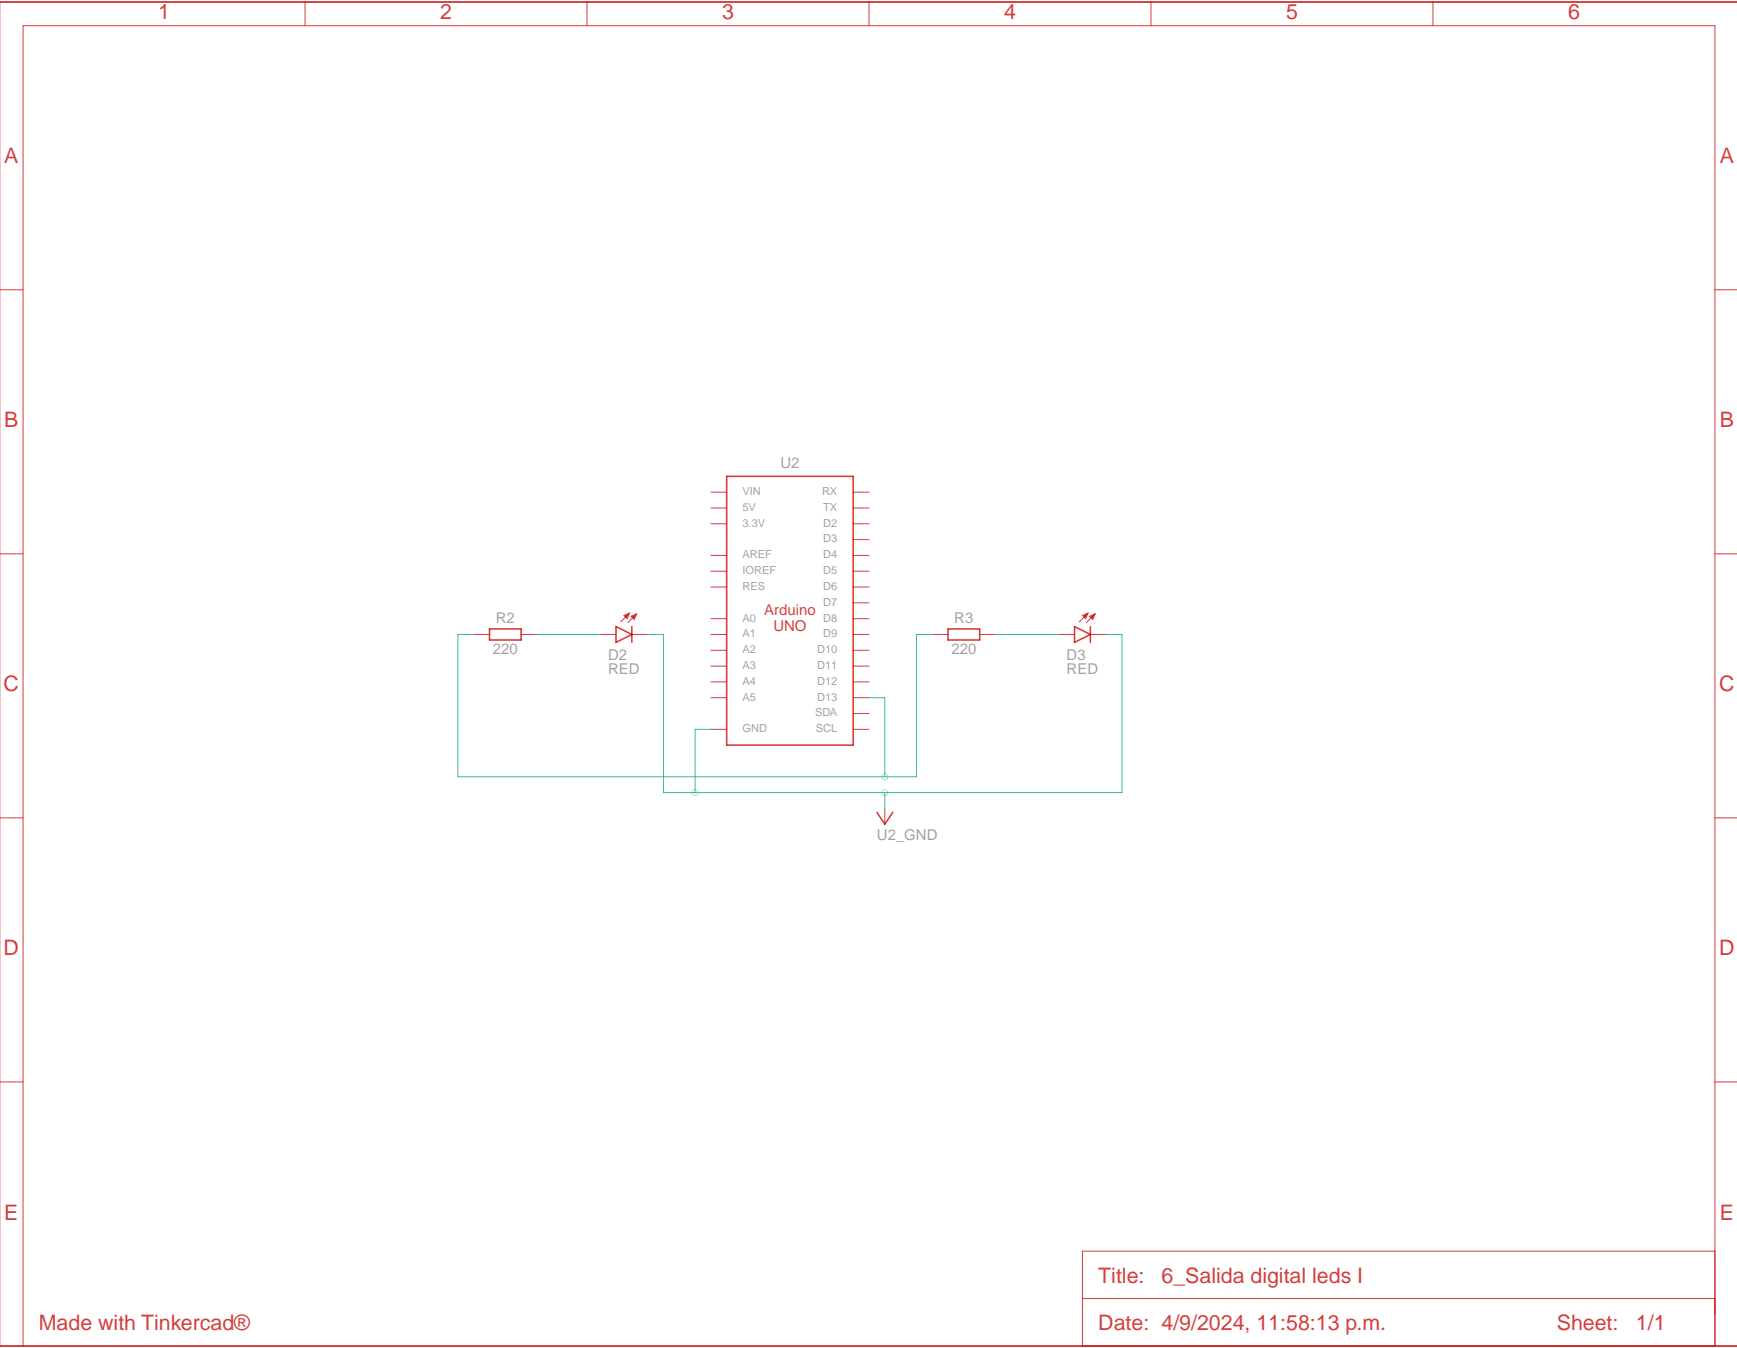 1 2 3 4 5 6
A A
B B
U2
VIN RX
5V TX
3.3V D2
D3
AREF D4
IOREF D5
RES D6
D7
Arduino
A0 D8
UNO
A1 D9
A2 D10
A3 D11
A4 D12
A5 D13
SDA
GND SCL
R2
220
D2
RED
R3
220
D3
RED
C C
U2_GND
D D
E E
Title: 6_Salida digital leds I
Made with Tinkercad®
Date: 4/9/2024, 11:58:13 p.m. Sheet: 1/1